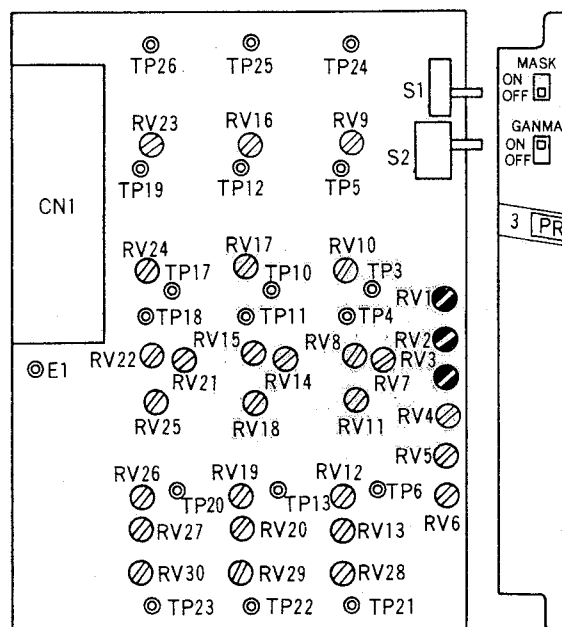 TP26 TP25 TP24
S1
MASK
ON
OFF
RV23 RV16 RV9
GANMA
ON
OFF
S2
TP19 TP12 TP5
CN1
3 PR
RV24 RV17 RV10
TP17 TP10 TP3
RV1
TP18 TP11 TP4
RV22 RV15 RV8 RV2
RV3
E1
RV21 RV14 RV7
RV25 RV18 RV11 RV4
RV5
RV26 RV19 RV12
TP20 TP13 TP6
RV6
RV27 RV20 RV13
RV30 RV29 RV28
TP23 TP22 TP21